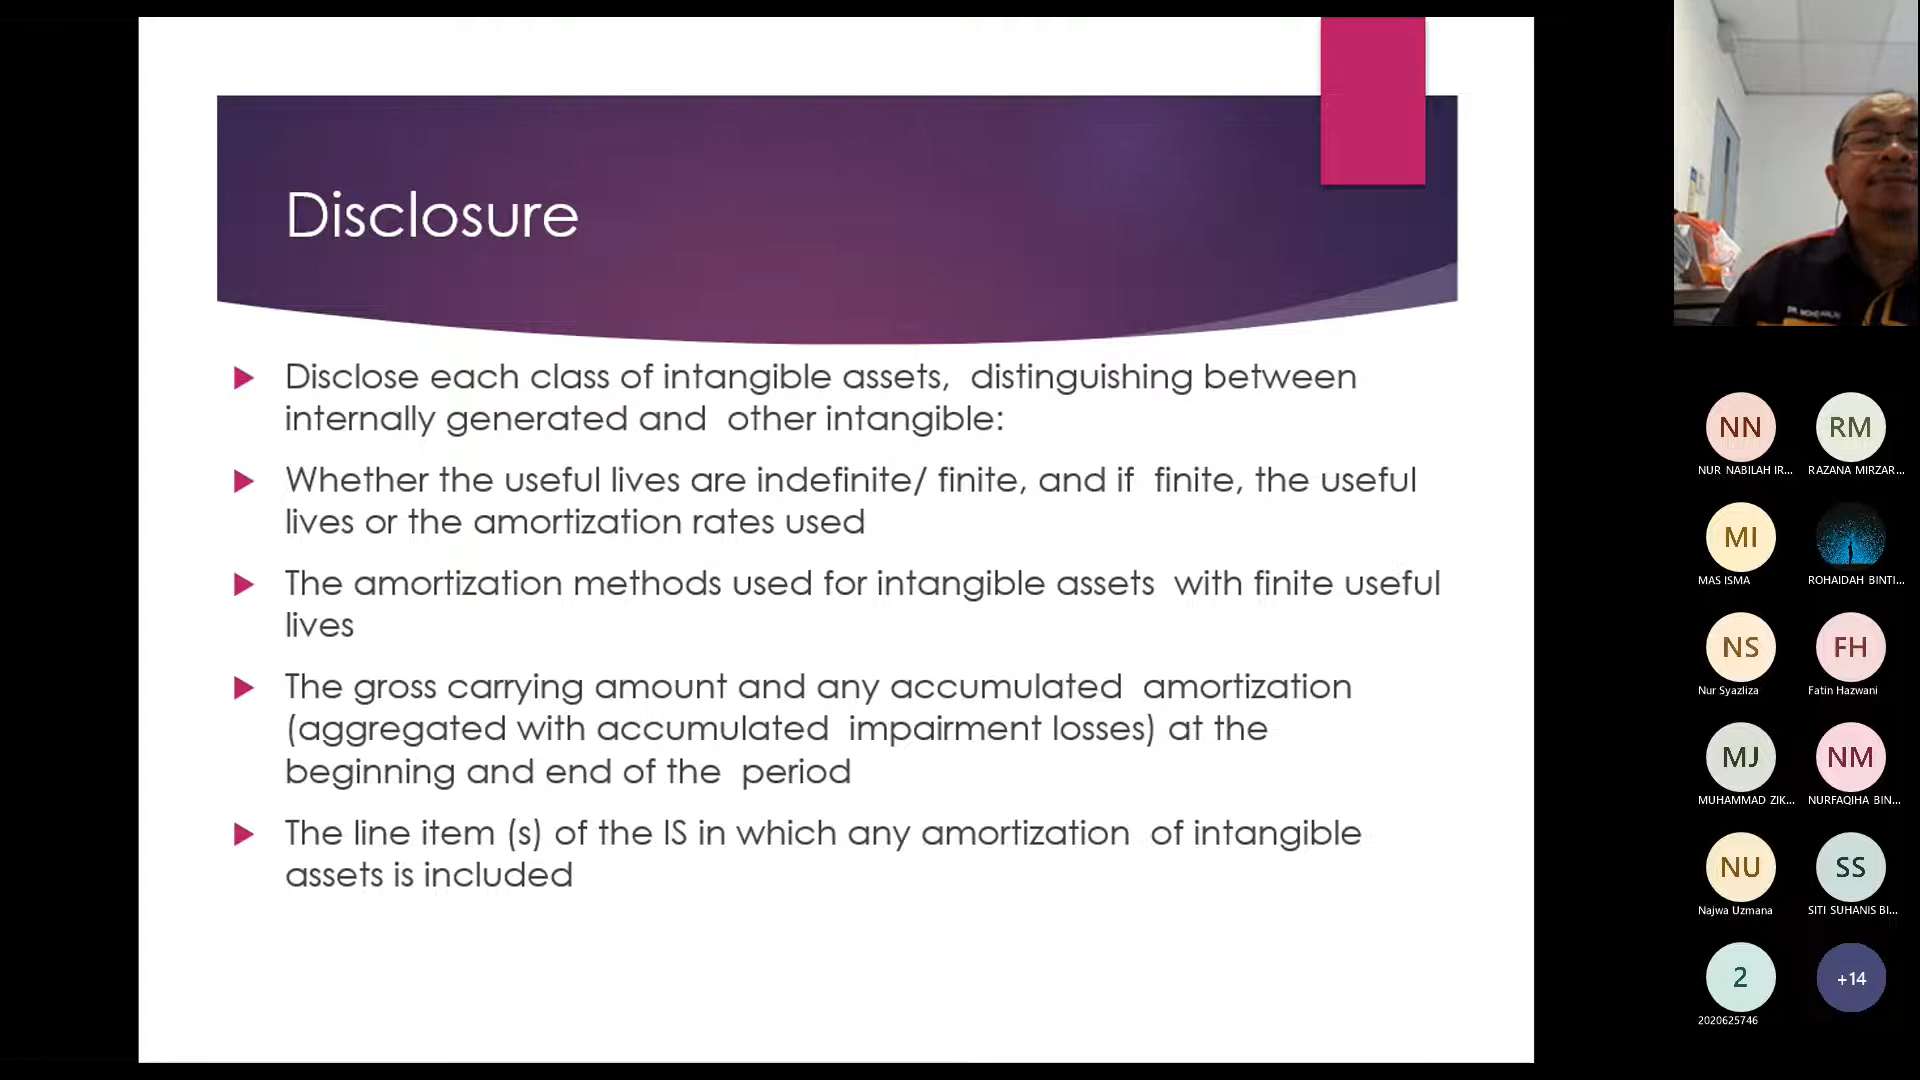 Disclosure
Disclose each class of intangible assets, distinguishing between
internally generated and other intangible:
Whether the useful lives are indefinite/ finite, and if finite, the useful
lives or the amortization rates used
The amortization methods used for intangible assets with finite useful
lives
The gross carrying amount and any accumulated amortization
(aggregated with accumulated impairment losses) at the
beginning and end of the period
The line item (s) of the IS in which any amortization of intangible
assets is included
NN
RM
NUR NABILAH IR...
RAZANA MIRZAR...
MI
MAS ISMA
ROHAIDAH BINTI...
NS
FH
Nur Syazliza
Fatin Hazwani
MJ
NM
MUHAMMAD ZIK...
NURFAQIHA BIN...
NU
SS
Najwa Uzmana
SITI SUHANIS BI...
2
+14
2020625746